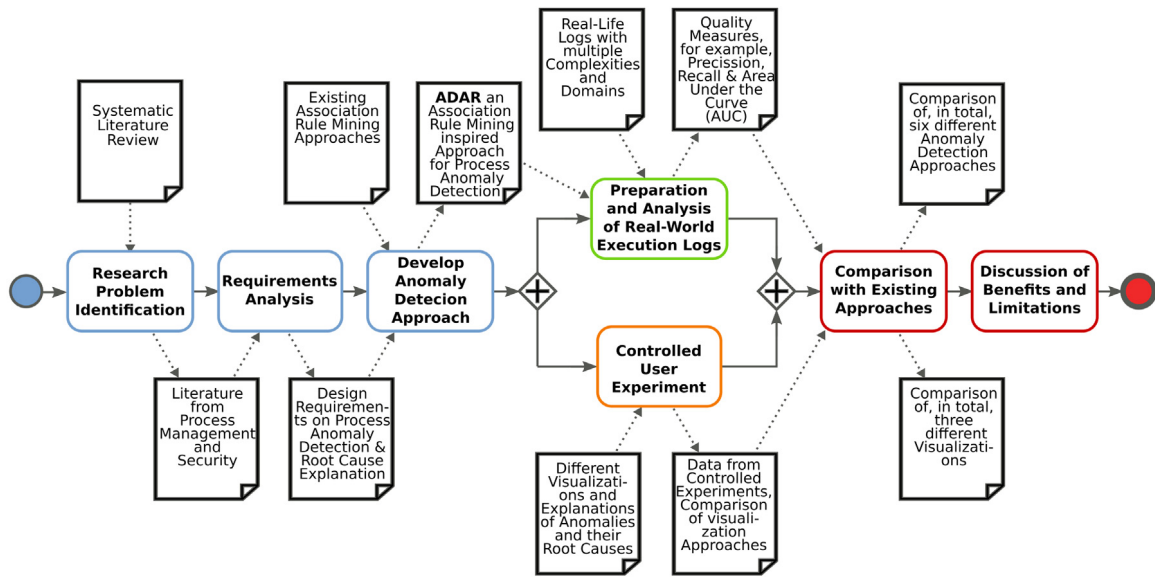 Systematic
Literature
Review
Existing
Association
Rule Mining
Approaches
ADAR an
Association
Rule Mining
inspired
Approach
for Process
Anomaly
Detection
Real-Life
Logs with
multiple
Complexities
and
Domains
Quality
Measures,
for example,
Precission,
Recall & Area
Under the
Curve
(AUC)
Comparison
of, in total,
six different
Anomaly
Detection
Approaches
Research
Problem
Identification
Requirements
Analysis
Develop
Anomaly
Detecion
Approach
Preparation
and Analysis
of Real-World
Execution Logs
Controlled
User
Experiment
Comparison
with Existing
Approaches
Discussion of
Benefits and
Limitations
Literature
from
Process
Management
and
Security
Design
Requiremen-
ts on Process
Anomaly
Detection &
Root Cause
Explanation
Different
Visualizati-
ons and
Explanations
of Anomalies
and their
Root Causes
Data from
Controlled
Experiments,
Comparison
of visuali-
zation
Approaches
Comparison
of, in total,
three
different
Visualizati-
ons